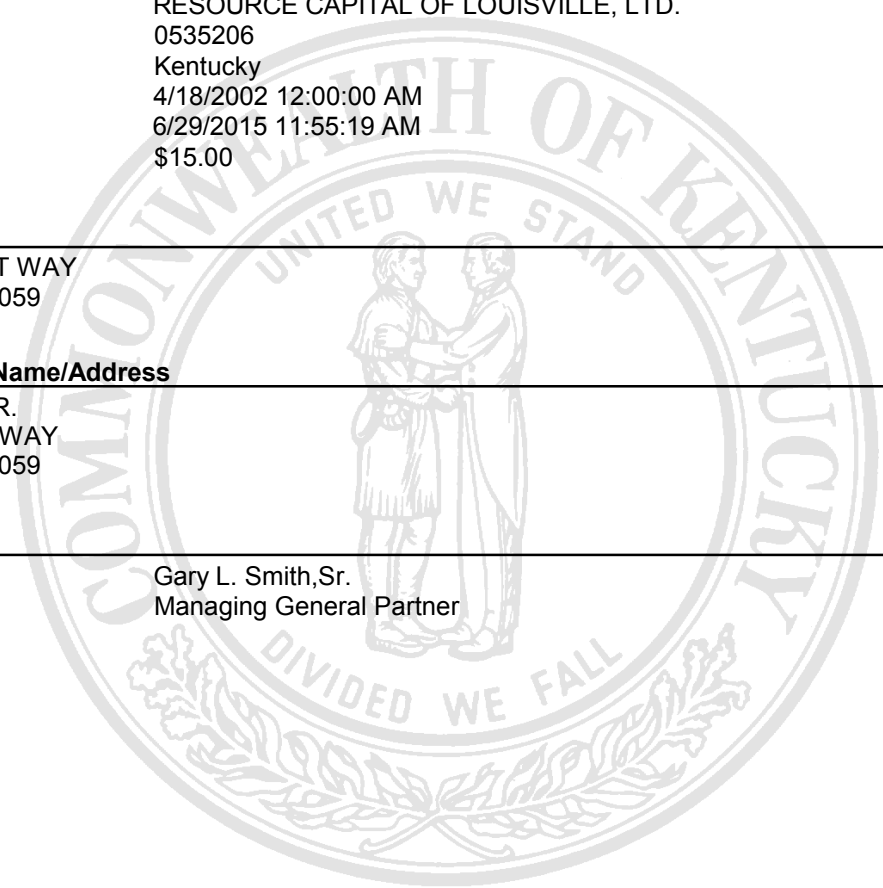 RESOURCE CAPITAL OF LOUISVILLE, LTD.
0535206
Kentucky
4/18/2002 12:00:00 AM
6/29/2015 11:55:19 AM
$15.00
COMMONWEALTH OF KENTUCKY
UNITED WE STAND
T WAY
059
Name/Address
R.
WAY
059
Gary L. Smith,Sr.
Managing General Partner
DIVIDED WE FALL